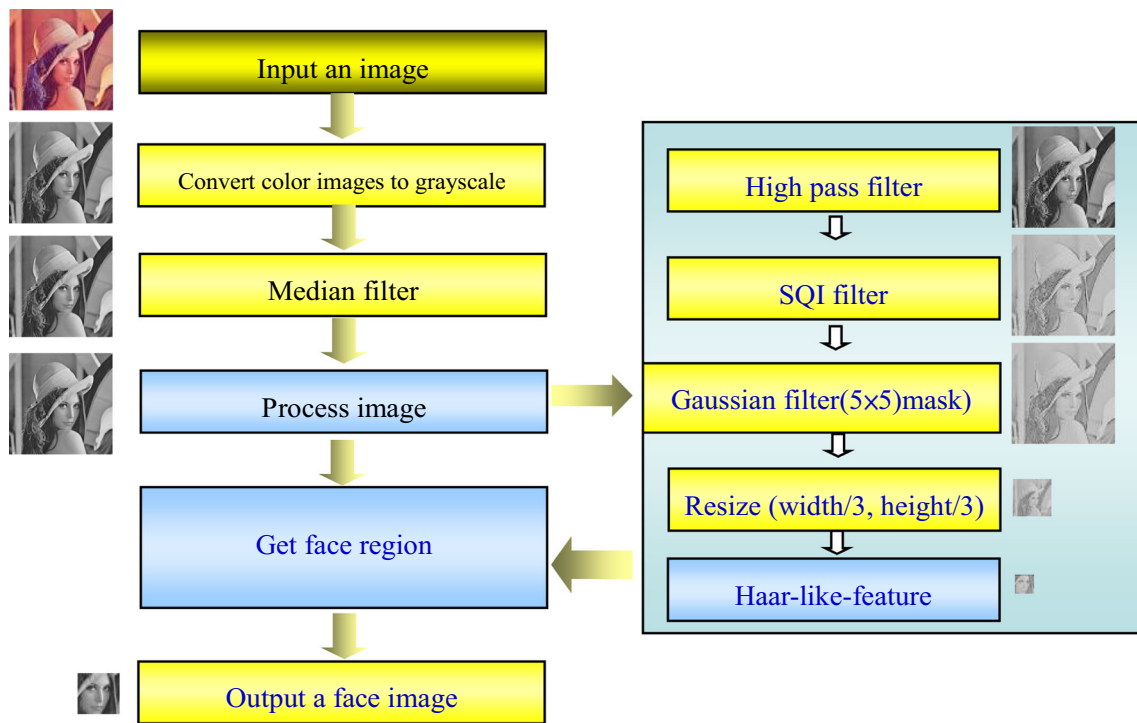 Input an image
Convert color images to grayscale
Median filter
Process image
Get face region
Output a face image
High pass filter
SQI filter
Gaussian filter(5×5)mask)
Resize (width/3, height/3)
Haar-like-feature